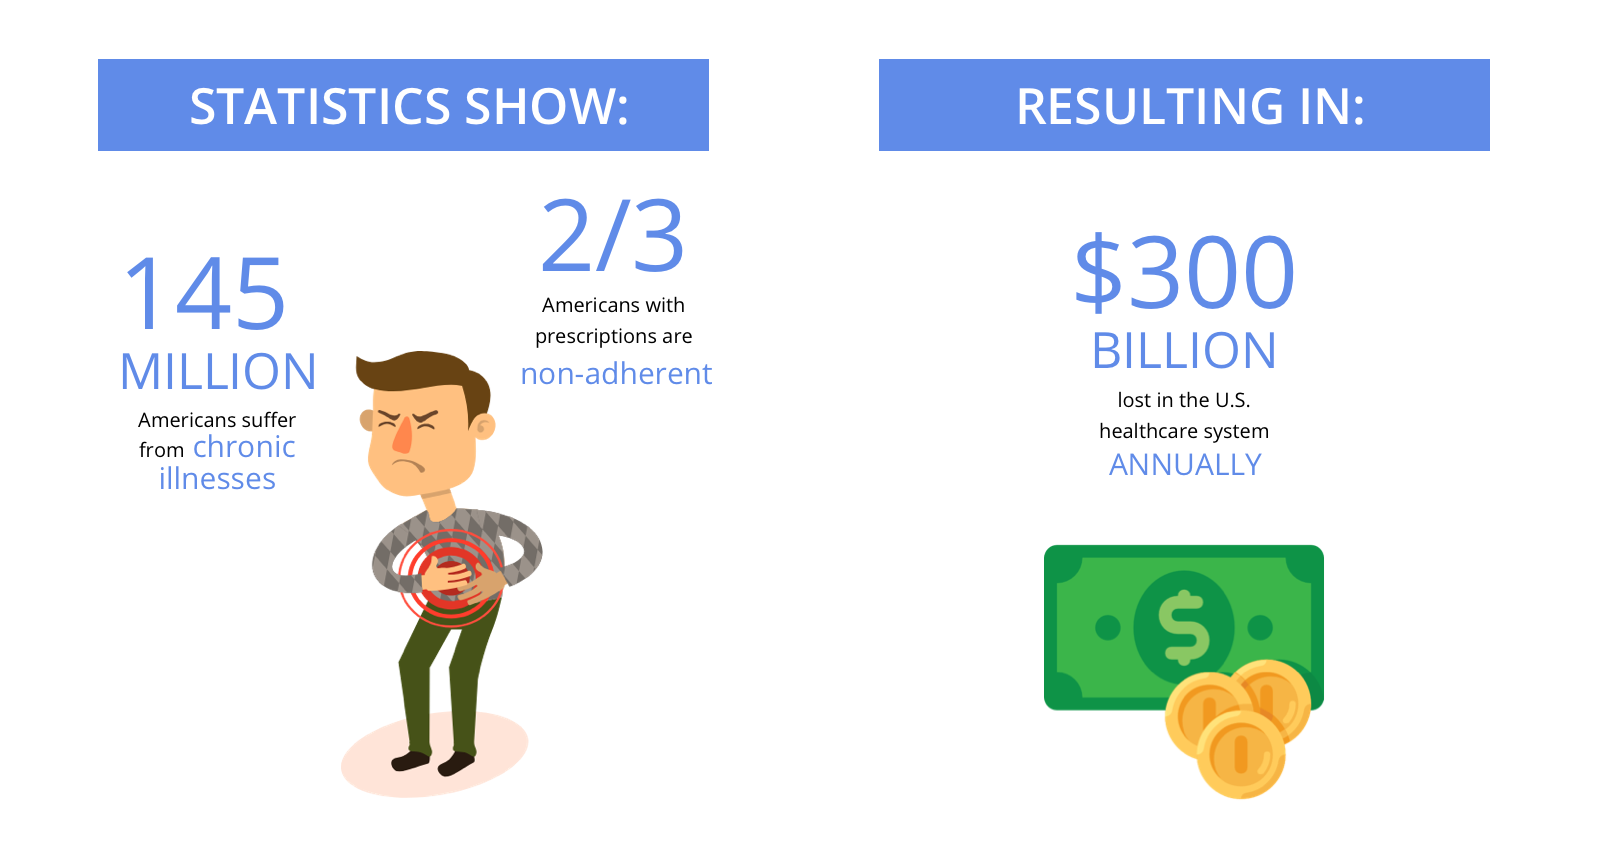 STATISTICS SHOW:
145
MILLION
Americans suffer
from chronic
illnesses
2/3
Americans with
prescriptions are
non-adherent
RESULTING IN:
$300
BILLION
lost in the U.S.
healthcare system
ANNUALLY
$